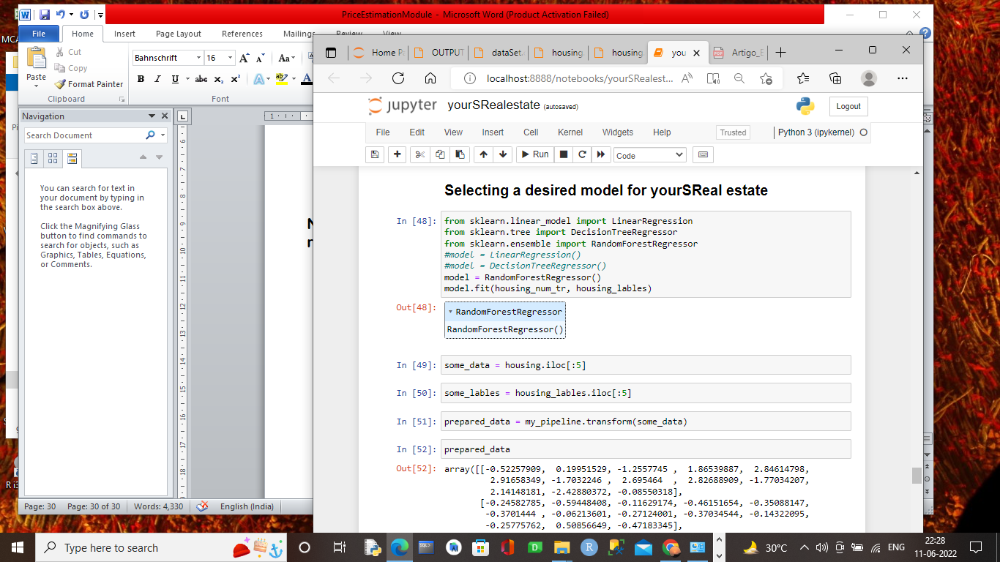 PriceEstimationModule - Microsoft Word (Product Activation Failed)
File Home Insert Page Layout References Mailings Review View
Paste
Cut
Copy
Format Painter
Clipboard
Bahnschrift 16
B I U abc x₂ x² A
Font
Navigation
Search Document
You can search for text in
your document by typing in
the search box above.
Click the Magnifying Glass
button to find commands to
search for objects, such as
Graphics, Tables, Equations,
or Comments.
Page: 30 Page: 30 of 30 Words: 4,330 English (India)
Home P OUTPUT dataSet. housing housing you Artigo_E
localhost:8888/notebooks/yourSRealest...
jupyter yourSRealestate (autosaved)
Logout
File Edit View Insert Cell Kernel Widgets Help Trusted Python 3 (ipykernel)
Run Code
Selecting a desired model for yourSReal estate
In [48]: from sklearn.linear_model import LinearRegression
from sklearn.tree import DecisionTreeRegressor
from sklearn.ensemble import RandomForestRegressor
#model = LinearRegression()
#model = DecisionTreeRegressor()
model = RandomForestRegressor()
model.fit(housing_num_tr, housing_lables)
Out[48]: RandomForestRegressor
RandomForestRegressor()
In [49]: some_data = housing.iloc[:5]
In [50]: some_lables = housing_lables.iloc[:5]
In [51]: prepared_data = my_pipeline.transform(some_data)
In [52]: prepared_data
Out[52]: array([[-0.52257909, 0.19951529, -1.2557745 , 1.86539887, 2.84614798,
2.91658349, -1.7032246 , 2.695464 , 2.82688909, -1.77034207,
2.14148181, -2.42880372, -0.08550318],
[-0.24582785, -0.59448408, -0.11629174, -0.46151654, -0.35088147,
-0.3701444 , -0.06213601, -0.27124001, -0.37034544, -0.14322095,
-0.25775762, 0.50856649, -0.47183345],
Type here to search
30°C
ENG
22:28
11-06-2022